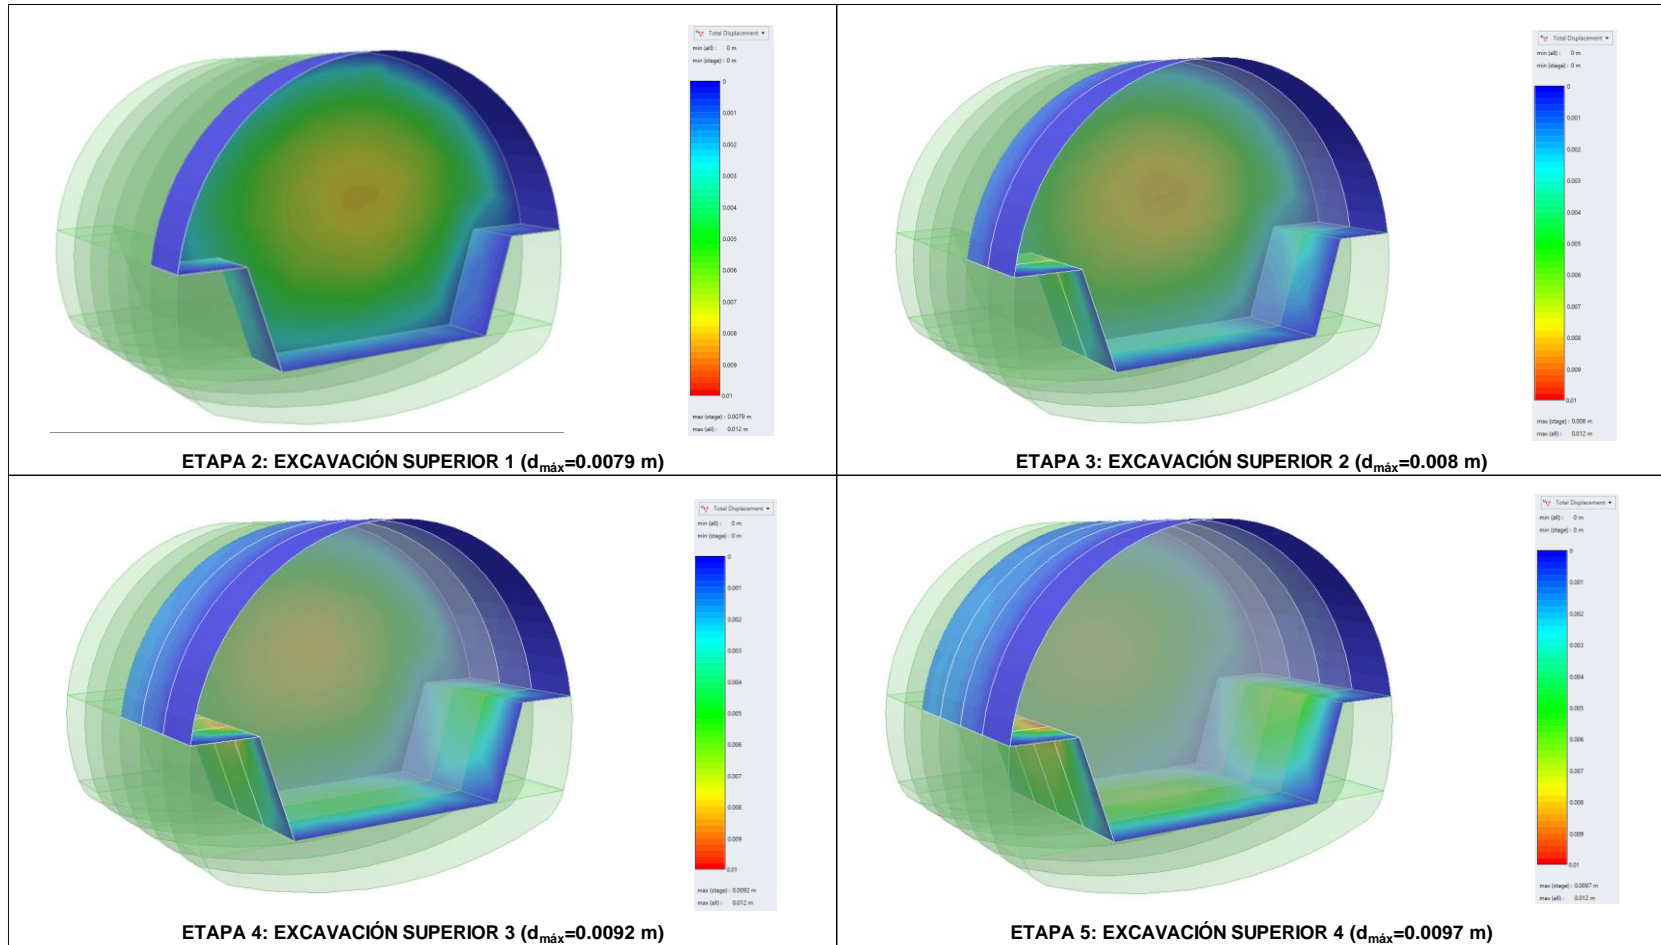 Total Displacement
min (all) : 0 m
min (stage) : 0 m
0
0.001
0.002
0.003
0.004
0.005
0.006
0.007
0.008
0.009
0.01
max (stage) : 0.0079 m
max (all) : 0.012 m
ETAPA 2: EXCAVACIÓN SUPERIOR 1 (dmáx=0.0079 m)
Total Displacement
min (all) : 0 m
min (stage) : 0 m
0
0.001
0.002
0.003
0.004
0.005
0.006
0.007
0.008
0.009
0.01
max (stage) : 0.008 m
max (all) : 0.012 m
ETAPA 3: EXCAVACIÓN SUPERIOR 2 (dmáx=0.008 m)
Total Displacement
min (all) : 0 m
min (stage) : 0 m
0
0.001
0.002
0.003
0.004
0.005
0.006
0.007
0.008
0.009
0.01
max (stage) : 0.0092 m
max (all) : 0.012 m
ETAPA 4: EXCAVACIÓN SUPERIOR 3 (dmáx=0.0092 m)
Total Displacement
min (all) : 0 m
min (stage) : 0 m
0
0.001
0.002
0.003
0.004
0.005
0.006
0.007
0.008
0.009
0.01
max (stage) : 0.0097 m
max (all) : 0.012 m
ETAPA 5: EXCAVACIÓN SUPERIOR 4 (dmáx=0.0097 m)